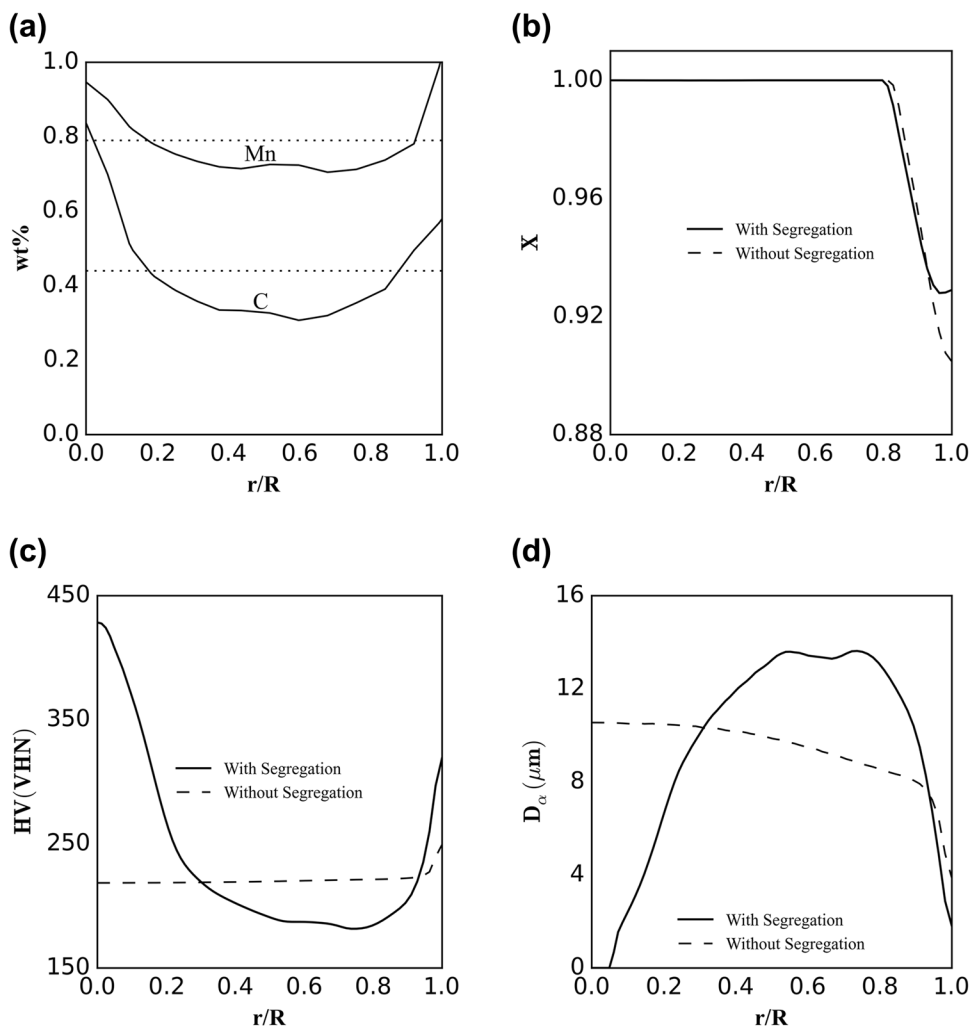 (a)
1.0
0.8
0.6
0.4
0.2
0.0
wt%
Mn
C
0.0 0.2 0.4 0.6 0.8 1.0
r/R
(b)
1.00
0.96
0.92
0.88
X
With Segregation
Without Segregation
0.0 0.2 0.4 0.6 0.8 1.0
r/R
(c)
450
350
250
150
HV(VHN)
With Segregation
Without Segregation
0.0 0.2 0.4 0.6 0.8 1.0
r/R
(d)
16
12
8
4
0
Dα (μm)
With Segregation
Without Segregation
0.0 0.2 0.4 0.6 0.8 1.0
r/R